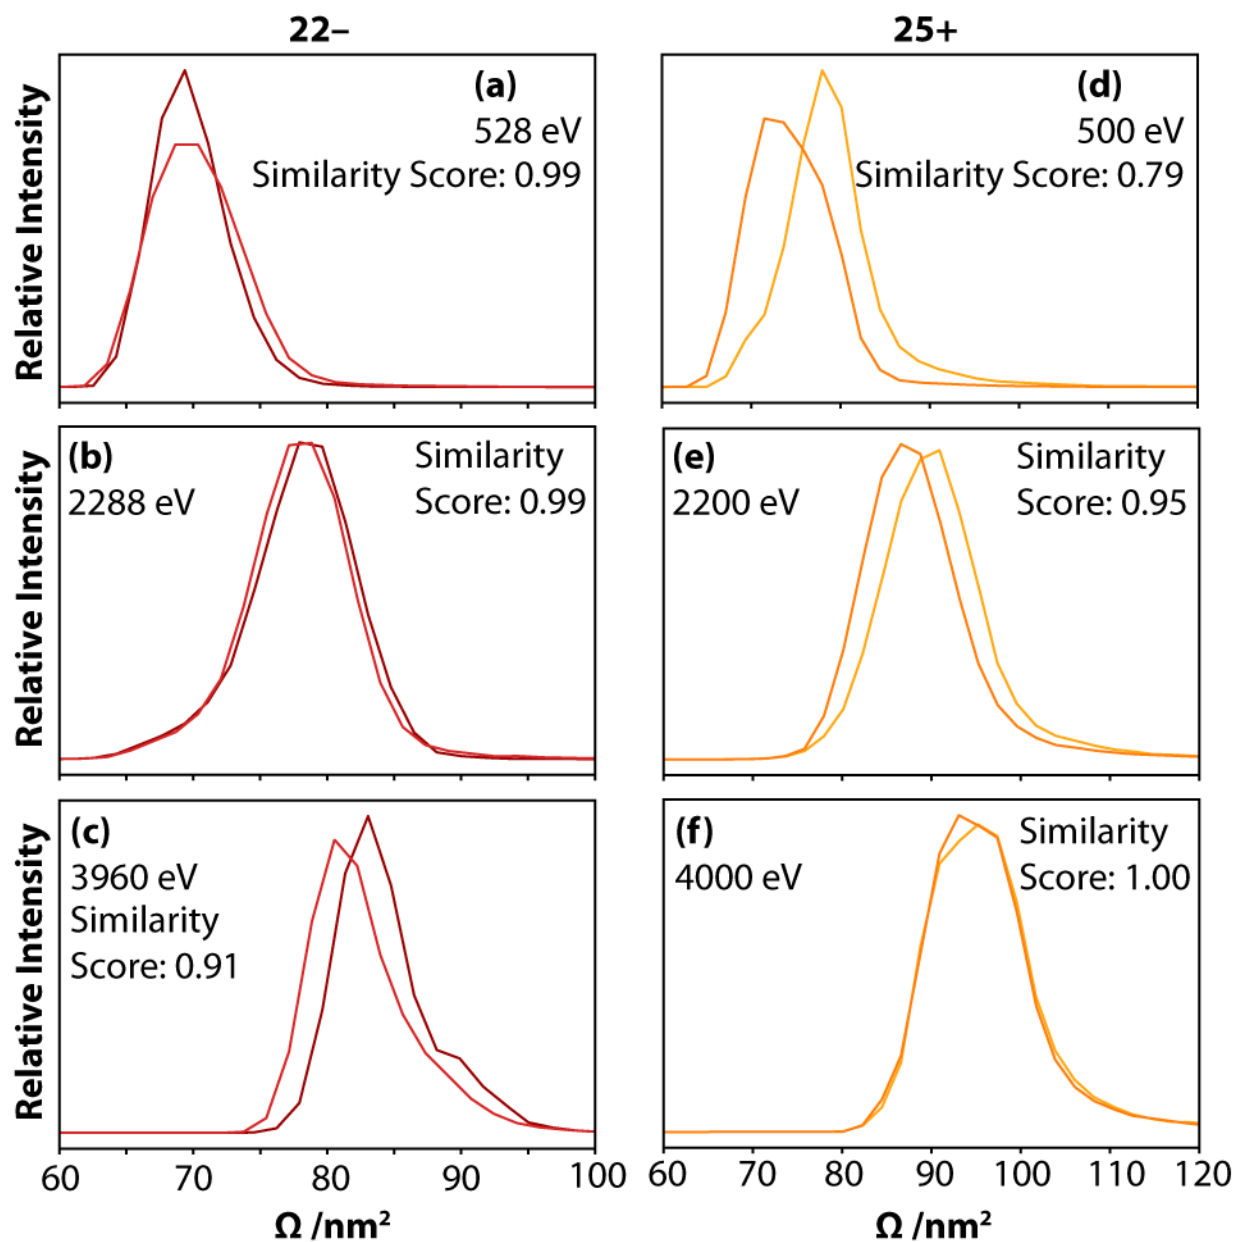 22–
25+
Relative Intensity
(a)
528 eV
Similarity Score: 0.99
(d)
500 eV
Similarity Score: 0.79
Relative Intensity
(b)
2288 eV
Similarity
Score: 0.99
(e)
2200 eV
Similarity
Score: 0.95
Relative Intensity
(c)
3960 eV
Similarity
Score: 0.91
(f)
4000 eV
Similarity
Score: 1.00
60 70 80 90 100
60 70 80 90 100 110 120
Ω /nm²
Ω /nm²